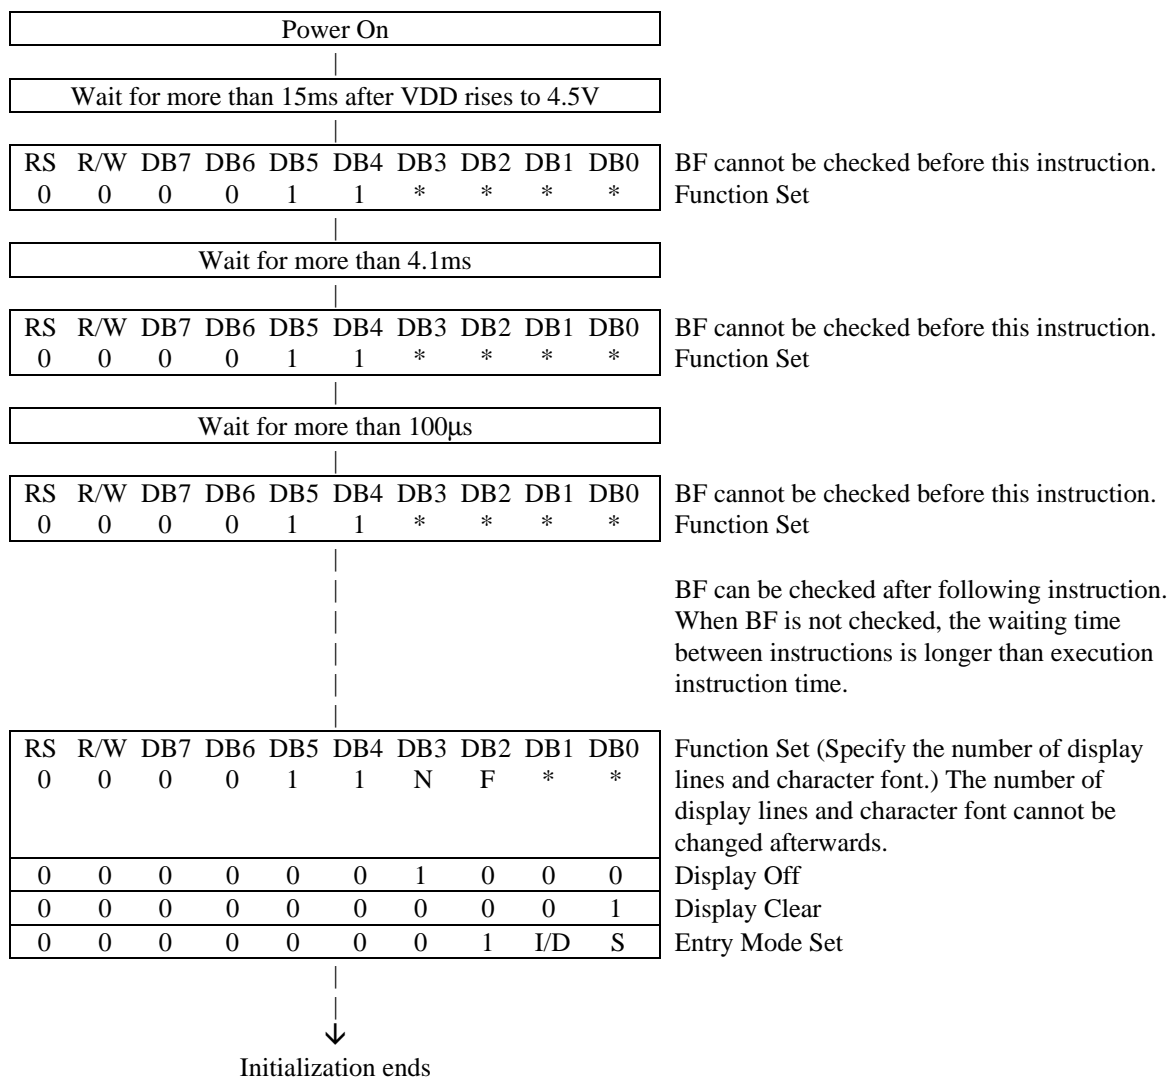 Power On
Wait for more than 15ms after VDD rises to 4.5V
RS R/W DB7 DB6 DB5 DB4 DB3 DB2 DB1 DB0 BF cannot be checked before this instruction.
0 0 0 0 1 1 * * * * Function Set
Wait for more than 4.1ms
RS R/W DB7 DB6 DB5 DB4 DB3 DB2 DB1 DB0 BF cannot be checked before this instruction.
0 0 0 0 1 1 * * * * Function Set
Wait for more than 100μs
RS R/W DB7 DB6 DB5 DB4 DB3 DB2 DB1 DB0 BF cannot be checked before this instruction.
0 0 0 0 1 1 * * * * Function Set
BF can be checked after following instruction.
When BF is not checked, the waiting time
between instructions is longer than execution
instruction time.
RS R/W DB7 DB6 DB5 DB4 DB3 DB2 DB1 DB0 Function Set (Specify the number of display
0 0 0 0 1 1 N F * * lines and character font.) The number of
display lines and character font cannot be
changed afterwards.
0 0 0 0 0 0 1 0 0 0 Display Off
0 0 0 0 0 0 0 0 0 1 Display Clear
0 0 0 0 0 0 0 1 I/D S Entry Mode Set
Initialization ends